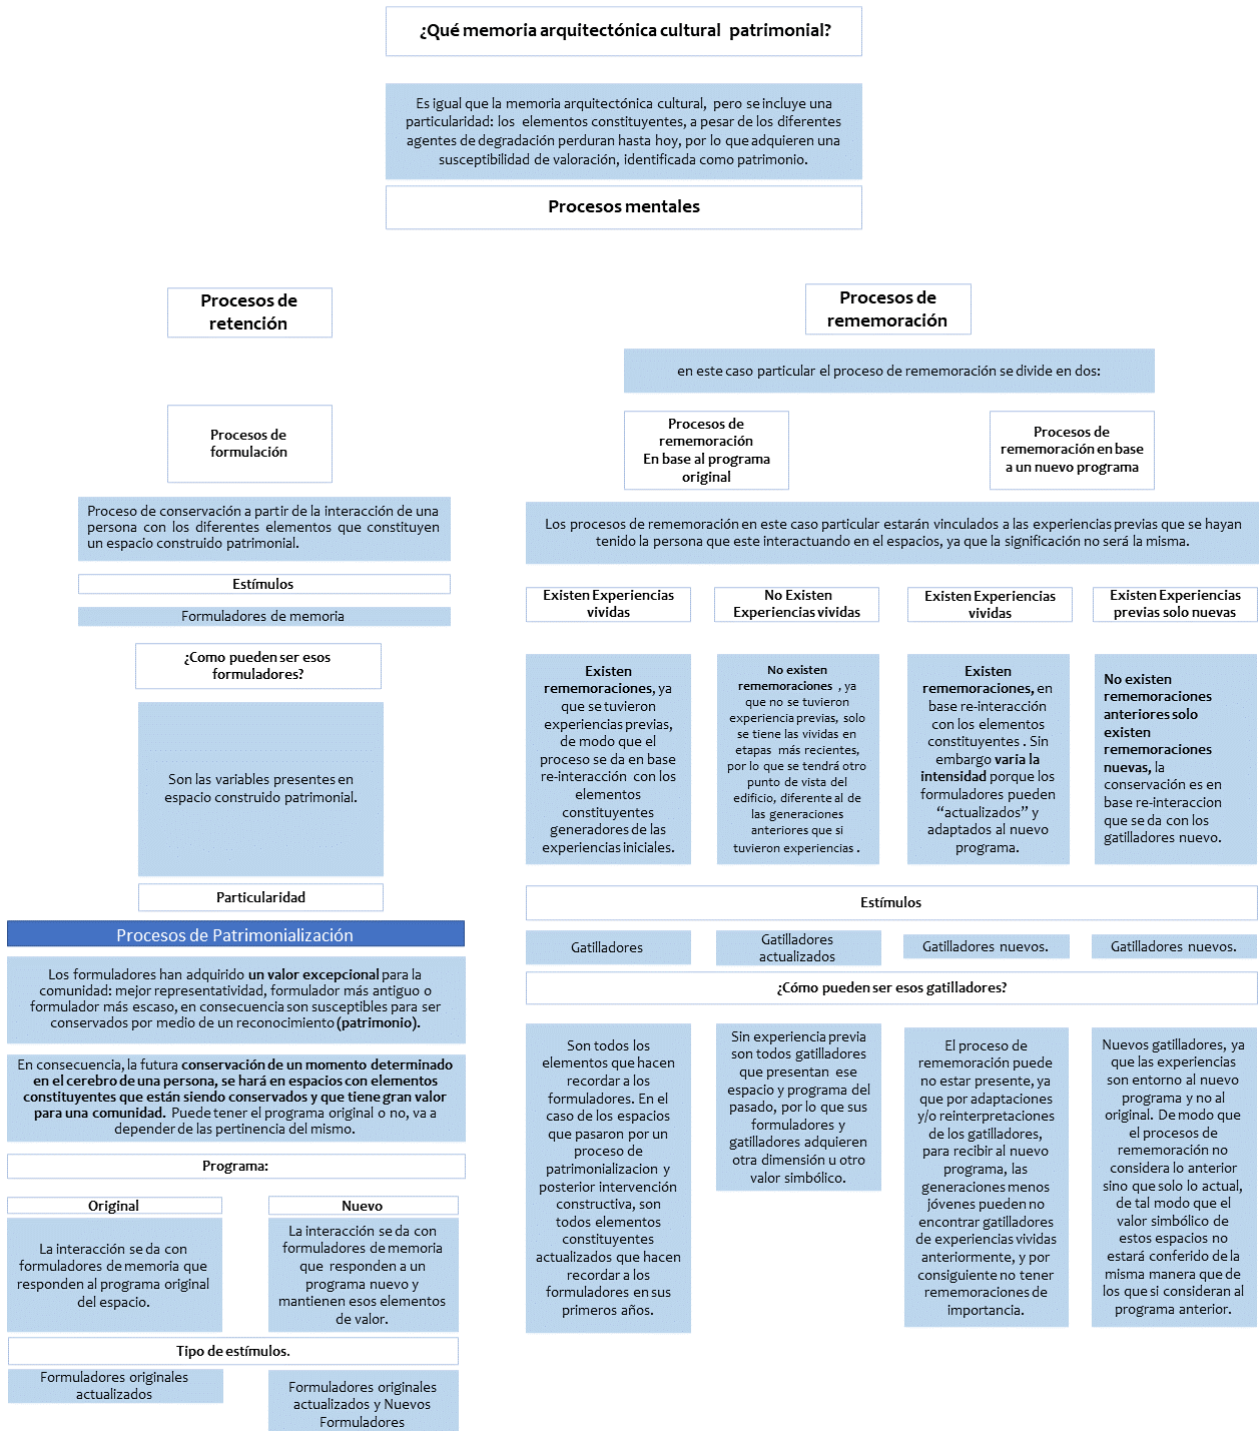 ¿Qué memoria arquitectónica cultural patrimonial?
Es igual que la memoria arquitectónica cultural, pero se incluye una
particularidad: los elementos constituyentes, a pesar de los diferentes
agentes de degradación perduran hasta hoy, por lo que adquieren una
susceptibilidad de valoración, identificada como patrimonio.
Procesos mentales
Procesos de
retención
Procesos de
formulación
Proceso de conservación a partir de la interacción de una
persona con los diferentes elementos que constituyen
un espacio construido patrimonial.
Estímulos
Formuladores de memoria
¿Como pueden ser esos
formuladores?
Son las variables presentes en
espacio construido patrimonial.
Particularidad
Procesos de Patrimonialización
Los formuladores han adquirido un valor excepcional para la
comunidad: mejor representatividad, formulador más antiguo o
formulador más escaso, en consecuencia son susceptibles para ser
conservados por medio de un reconocimiento (patrimonio).
En consecuencia, la futura conservación de un momento determinado
en el cerebro de una persona, se hará en espacios con elementos
constituyentes que están siendo conservados y que tiene gran valor
para una comunidad. Puede tener el programa original o no, va a
depender de las pertinencia del mismo.
Programa:
Original
La interacción se da con
formuladores de memoria que
responden al programa original
del espacio.
Nuevo
La interacción se da con
formuladores de memoria
que responden a un
programa nuevo y
mantienen esos elementos
de valor.
Tipo de estímulos.
Formuladores originales
actualizados
Formuladores originales
actualizados y Nuevos
Formuladores
Procesos de
rememoración
en este caso particular el proceso de rememoración se divide en dos:
Procesos de
rememoración
En base al programa
original
Procesos de
rememoración en base
a un nuevo programa
Los procesos de rememoración en este caso particular estarán vinculados a las experiencias previas que se hayan
tenido la persona que este interactuando en el espacios, ya que la significación no será la misma.
Existen Experiencias
vividas
No Existen
Experiencias vividas
Existen Experiencias
vividas
Existen Experiencias
previas solo nuevas
Existen
rememoraciones, ya
que se tuvieron
experiencias previas,
de modo que el
proceso se da en base
re-interacción con los
elementos
constituyentes
generadores de las
experiencias iniciales.
No existen
rememoraciones , ya
que no se tuvieron
experiencia previas, solo
se tiene las vividas en
etapas más recientes,
por lo que se tendrá otro
punto de vista del
edificio, diferente al de
las generaciones
anteriores que si
tuvieron experiencias .
Existen
rememoraciones, en
base re-interacción
con los elementos
constituyentes . Sin
embargo varia la
intensidad porque los
formuladores pueden
“actualizados” y
adaptados al nuevo
programa.
No existen
rememoraciones
anteriores solo
existen
rememoraciones
nuevas, la
conservación es en
base re-interaccion
que se da con los
gatilladores nuevo.
Estímulos
Gatilladores
Gatilladores
actualizados
Gatilladores nuevos.
Gatilladores nuevos.
¿Cómo pueden ser esos gatilladores?
Son todos los
elementos que hacen
recordar a los
formuladores. En el
caso de los espacios
que pasaron por un
proceso de
patrimonializacion y
posterior intervención
constructiva, son
todos elementos
constituyentes
actualizados que hacen
recordar a los
formuladores en sus
primeros años.
Sin experiencia previa
son todos gatilladores
que presentan ese
espacio y programa del
pasado, por lo que sus
formuladores y
gatilladores adquieren
otra dimensión u otro
valor simbólico.
El proceso de
rememoración puede
no estar presente, ya
que por adaptaciones
y/o reinterpretaciones
de los gatilladores,
para recibir al nuevo
programa, las
generaciones menos
jóvenes pueden no
encontrar gatilladores
de experiencias vividas
anteriormente, y por
consiguiente no tener
rememoraciones de
importancia.
Nuevos gatilladores, ya
que las experiencias
son entorno al nuevo
programa y no al
original. De modo que
el procesos de
rememoración no
considera lo anterior
sino que solo lo actual,
de tal modo que el
valor simbólico de
estos espacios no
estará conferido de la
misma manera que de
los que si consideran al
programa anterior.